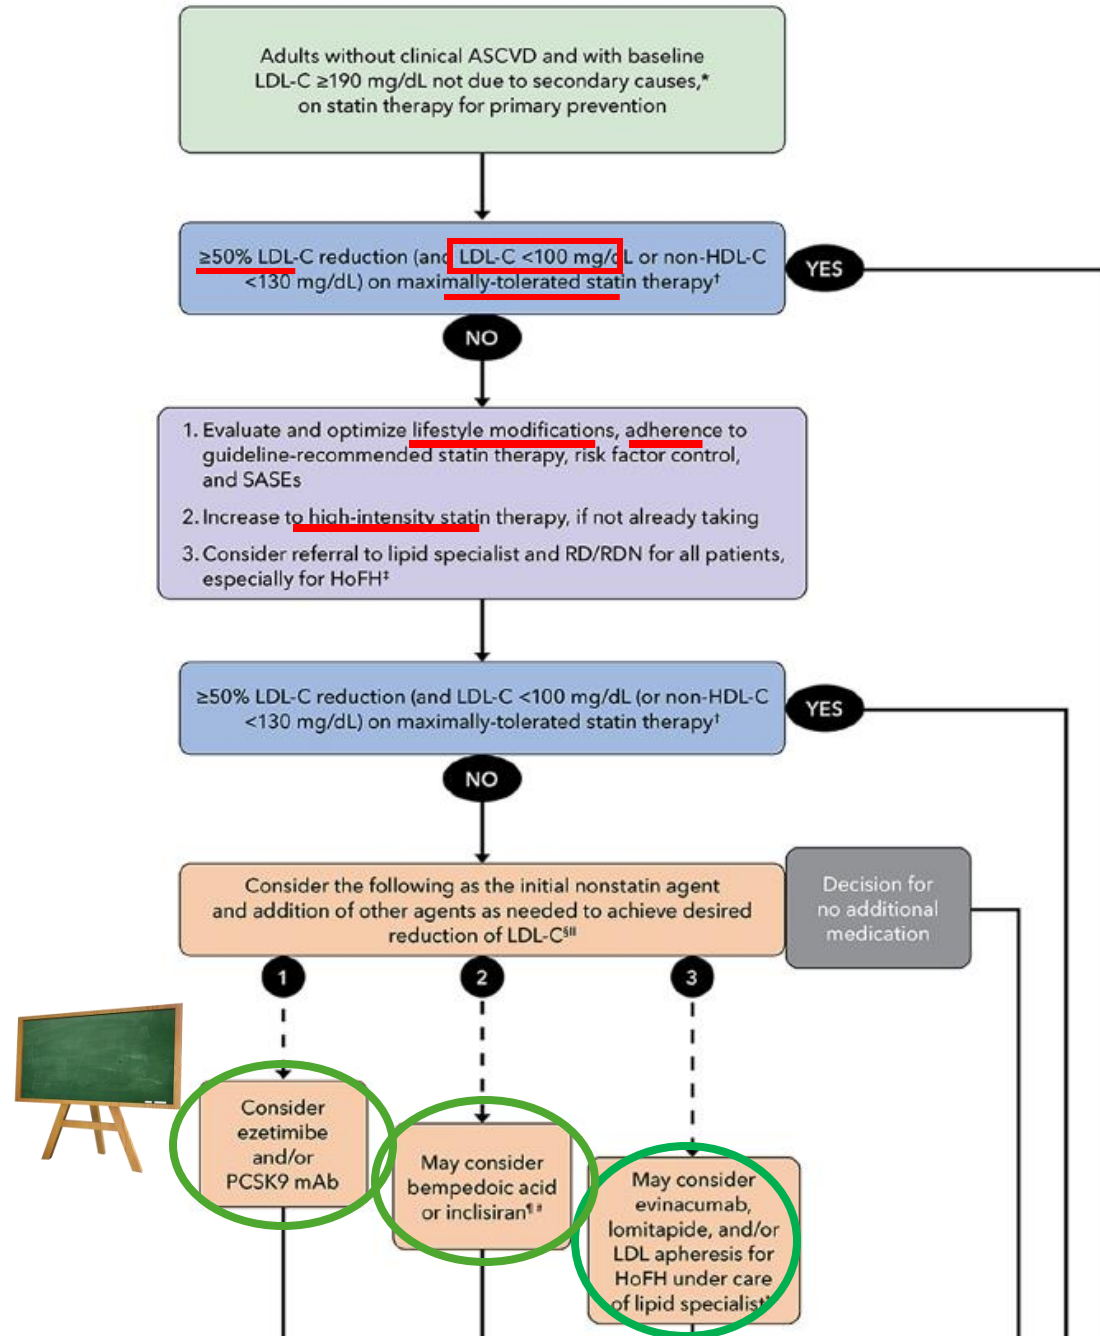 Adults without clinical ASCVD and with baseline
LDL-C ≥190 mg/dL not due to secondary causes,*
on statin therapy for primary prevention
≥50% LDL-C reduction (and LDL-C <100 mg/dL or non-HDL-C
<130 mg/dL) on maximally-tolerated statin therapy†
YES
NO
1. Evaluate and optimize lifestyle modifications, adherence to
guideline-recommended statin therapy, risk factor control,
and SASEs
2. Increase to high-intensity statin therapy, if not already taking
3. Consider referral to lipid specialist and RD/RDN for all patients,
especially for HoFH‡
≥50% LDL-C reduction (and LDL-C <100 mg/dL (or non-HDL-C
<130 mg/dL) on maximally-tolerated statin therapy†
YES
NO
Consider the following as the initial nonstatin agent
and addition of other agents as needed to achieve desired
reduction of LDL-C§||
Decision for
no additional
medication
1
2
3
Consider
ezetimibe
and/or
PCSK9 mAb
May consider
bempedoic acid
or inclisiran¶#
May consider
evinacumab,
lomitapide, and/or
LDL apheresis for
HoFH under care
of lipid specialist